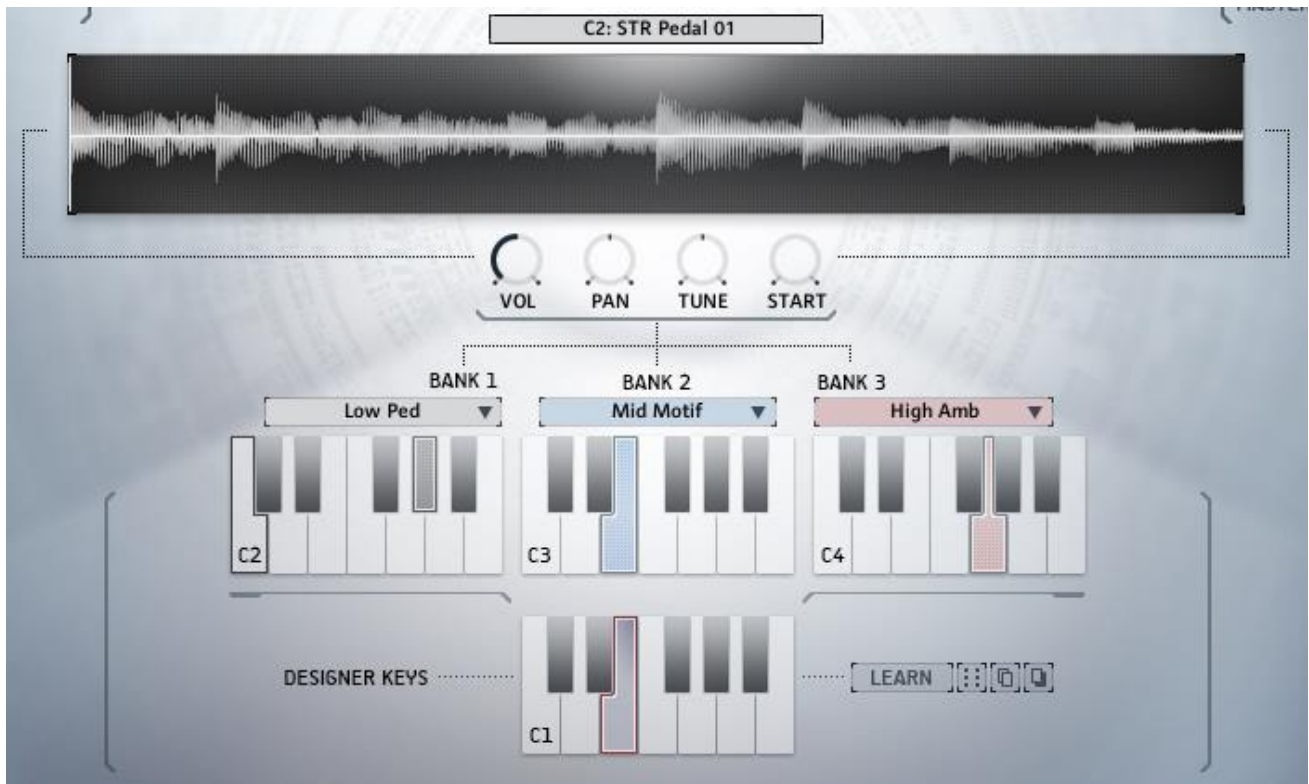 C2: STR Pedal 01
VOL
PAN
TUNE
START
BANK 1
BANK 2
BANK 3
Low Ped
Mid Motif
High Amb
C2
C3
C4
DESIGNER KEYS
LEARN
C1